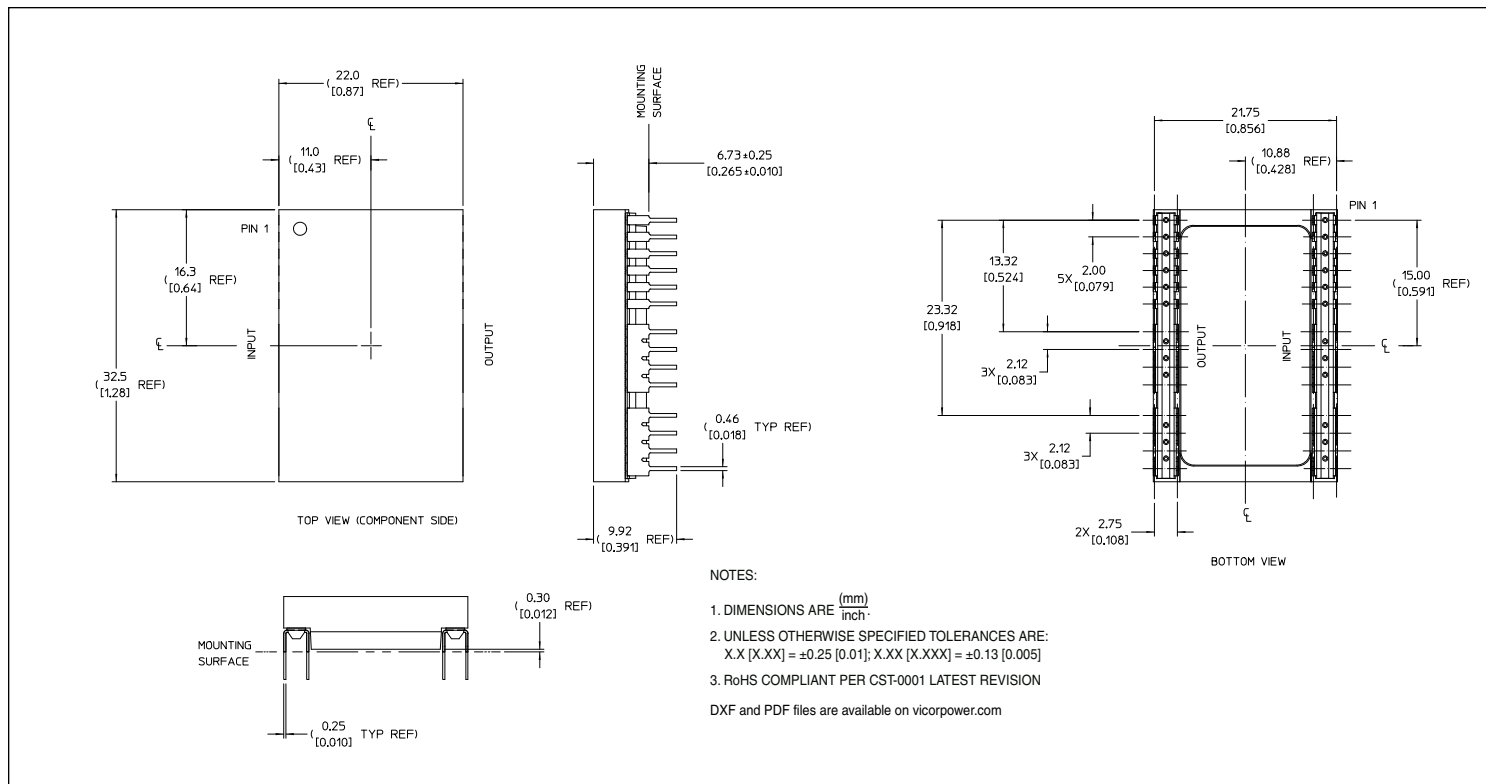 22.0
( REF)
[0.87]
℄
11.0
( REF)
[0.43]
PIN 1
16.3
( REF)
[0.64]
℄
INPUT
OUTPUT
32.5
( REF)
[1.28]
TOP VIEW (COMPONENT SIDE)
MOUNTING
SURFACE
6.73±0.25
[0.265±0.010]
0.46
( TYP REF)
[0.018]
9.92
( REF)
[0.391]
21.75
[0.856]
10.88
( REF)
[0.428]
PIN 1
13.32
[0.524]
5X 2.00
[0.079]
15.00
( REF)
[0.591]
23.32
[0.918]
OUTPUT
INPUT
℄
3X 2.12
[0.083]
3X 2.12
[0.083]
2X 2.75
[0.108]
℄
BOTTOM VIEW
0.30
( REF)
[0.012]
MOUNTING
SURFACE
0.25
( TYP REF)
[0.010]
NOTES:
1. DIMENSIONS ARE (mm)
inch.
2. UNLESS OTHERWISE SPECIFIED TOLERANCES ARE:
X.X [X.XX] = ±0.25 [0.01]; X.XX [X.XXX] = ±0.13 [0.005]
3. RoHS COMPLIANT PER CST-0001 LATEST REVISION
DXF and PDF files are available on vicorpower.com